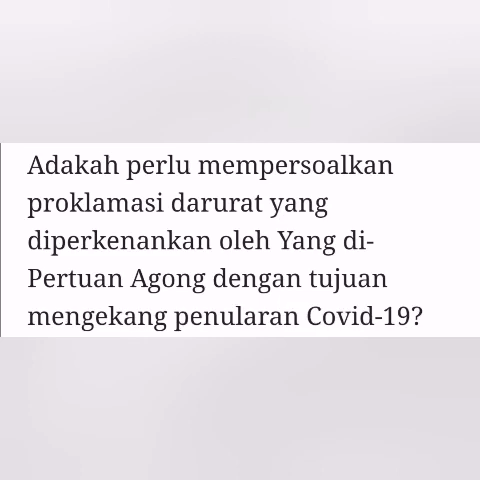 Adakah perlu mempersoalkan
proklamasi darurat yang
diperkenankan oleh Yang di-
Pertuan Agong dengan tujuan
mengekang penularan Covid-19?